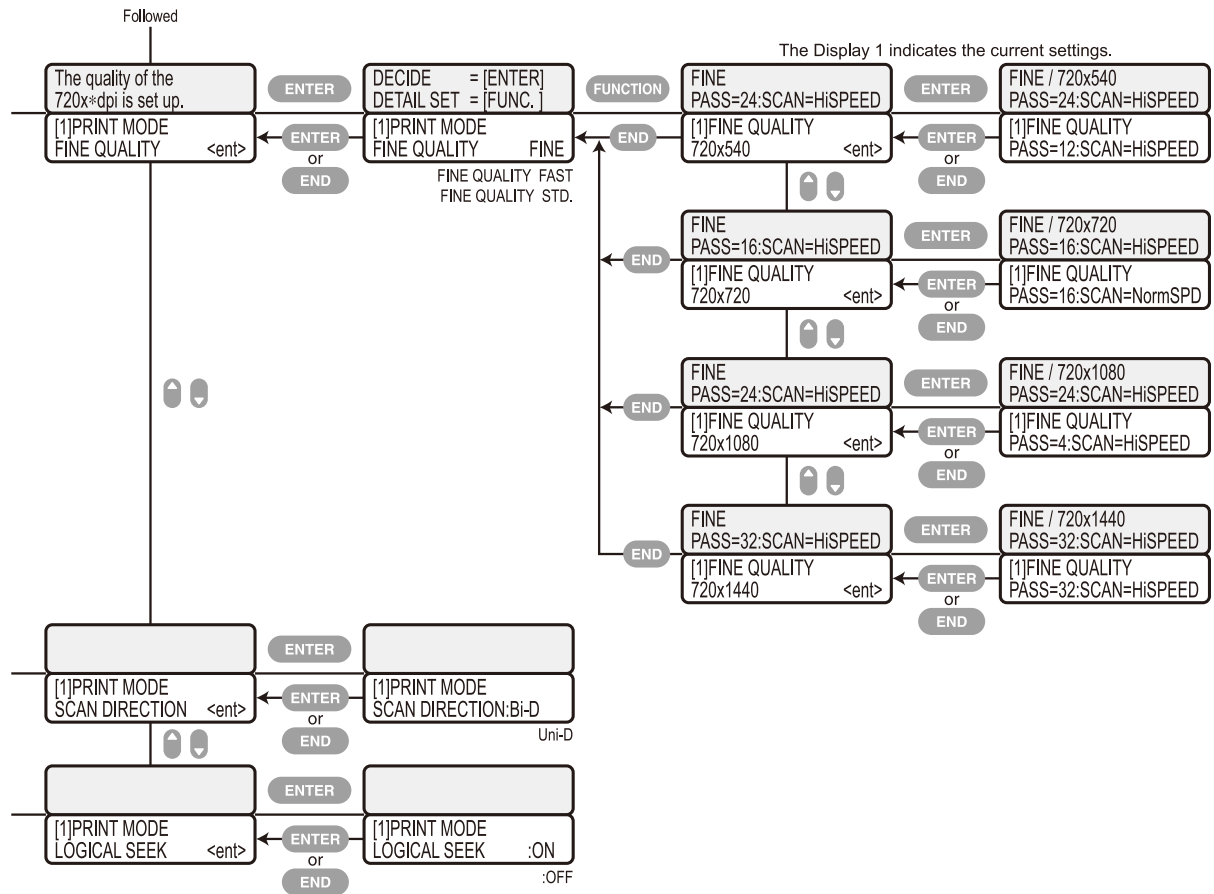 Followed
The Display 1 indicates the current settings.
The quality of the
720x*dpi is set up.
[1]PRINT MODE
FINE QUALITY <ent>
ENTER
ENTER
or
END
DECIDE = [ENTER]
DETAIL SET = [FUNC. ]
[1]PRINT MODE
FINE QUALITY FINE
FINE QUALITY FAST
FINE QUALITY STD.
FUNCTION
END
FINE
PASS=24:SCAN=HiSPEED
[1]FINE QUALITY
720x540 <ent>
ENTER
ENTER
or
END
FINE / 720x540
PASS=24:SCAN=HiSPEED
[1]FINE QUALITY
PASS=12:SCAN=HiSPEED
END
FINE
PASS=16:SCAN=HiSPEED
[1]FINE QUALITY
720x720 <ent>
ENTER
ENTER
or
END
FINE / 720x720
PASS=16:SCAN=HiSPEED
[1]FINE QUALITY
PASS=16:SCAN=NormSPD
END
FINE
PASS=24:SCAN=HiSPEED
[1]FINE QUALITY
720x1080 <ent>
ENTER
ENTER
or
END
FINE / 720x1080
PASS=24:SCAN=HiSPEED
[1]FINE QUALITY
PASS=4:SCAN=HiSPEED
END
FINE
PASS=32:SCAN=HiSPEED
[1]FINE QUALITY
720x1440 <ent>
ENTER
ENTER
or
END
FINE / 720x1440
PASS=32:SCAN=HiSPEED
[1]FINE QUALITY
PASS=32:SCAN=HiSPEED
[1]PRINT MODE
SCAN DIRECTION <ent>
ENTER
ENTER
or
END
[1]PRINT MODE
SCAN DIRECTION:Bi-D
Uni-D
[1]PRINT MODE
LOGICAL SEEK <ent>
ENTER
ENTER
or
END
[1]PRINT MODE
LOGICAL SEEK :ON
:OFF